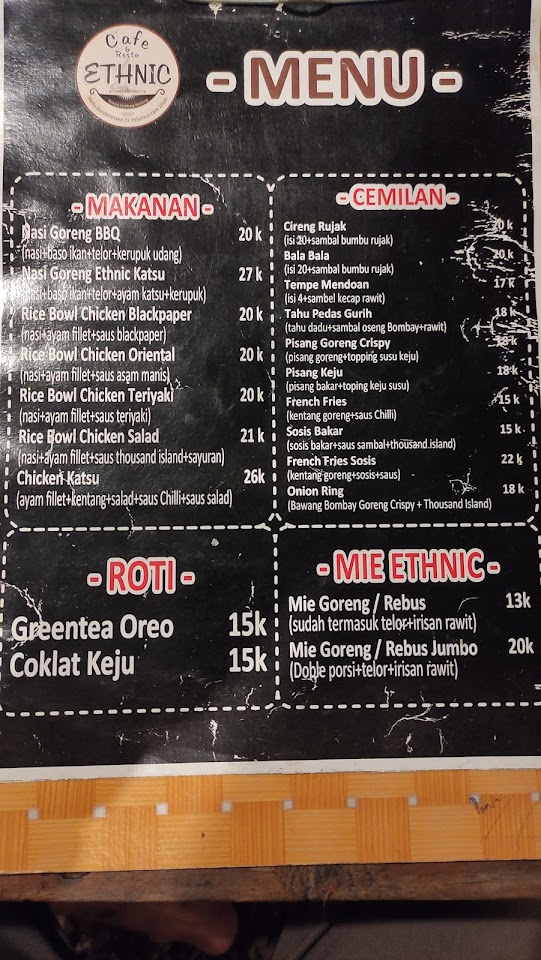 Cafe
&
Resto
ETHNIC
- MENU -
- MAKANAN -
Nasi Goreng BBQ 20 k
(nasi+baso ikan+telor+kerupuk udang)
Nasi Goreng Ethnic Katsu 27 k
(nasi+baso ikan+telor+ayam katsu+kerupuk)
Rice Bowl Chicken Blackpaper 20 k
(nasi+ayam fillet+saus blackpaper)
Rice Bowl Chicken Oriental 20 k
(nasi+ayam fillet+saus asam manis)
Rice Bowl Chicken Teriyaki 20 k
(nasi+ayam fillet+saus teriyaki)
Rice Bowl Chicken Salad 21 k
(nasi+ayam fillet+saus thousand island+sayuran)
Chicken Katsu 26k
(ayam fillet+kentang+salad+saus Chilli+saus salad)
- CEMILAN -
Cireng Rujak 20 k
(isi 20+sambal bumbu rujak)
Bala Bala 20 k
(isi 20+sambal bumbu rujak)
Tempe Mendoan 17 k
(isi 4+sambel kecap rawit)
Tahu Pedas Gurih 18 k
(tahu dadu+sambal oseng Bombay+rawit)
Pisang Goreng Crispy 18 k
(pisang goreng+topping susu keju)
Pisang Keju 18 k
(pisang bakar+toping keju susu)
French Fries 15 k
(kentang goreng+saus Chilli)
Sosis Bakar 15 k
(sosis bakar+saus sambal+thousand.island)
French Fries Sosis 22 k
(kentang goreng+sosis+saus)
Onion Ring 18 k
(Bawang Bombay Goreng Crispy + Thousand Island)
- ROTI -
Greentea Oreo 15k
Coklat Keju 15k
- MIE ETHNIC -
Mie Goreng / Rebus 13k
(sudah termasuk telor+irisan rawit)
Mie Goreng / Rebus Jumbo 20k
(Doble porsi+telor+irisan rawit)